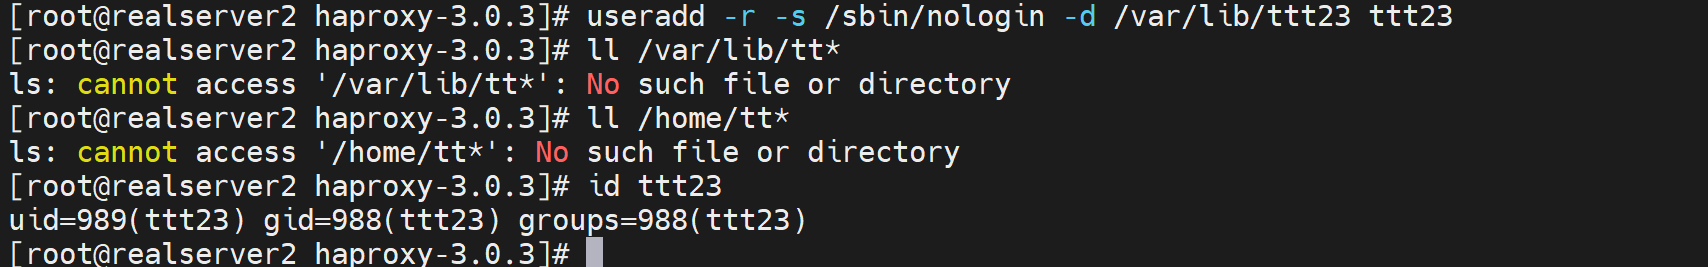 [root@realserver2 haproxy-3.0.3]# useradd -r -s /sbin/nologin -d /var/lib/ttt23 ttt23
[root@realserver2 haproxy-3.0.3]# ll /var/lib/tt*
ls: cannot access '/var/lib/tt*': No such file or directory
[root@realserver2 haproxy-3.0.3]# ll /home/tt*
ls: cannot access '/home/tt*': No such file or directory
[root@realserver2 haproxy-3.0.3]# id ttt23
uid=989(ttt23) gid=988(ttt23) groups=988(ttt23)
[root@realserver2 haproxy-3.0.3]#